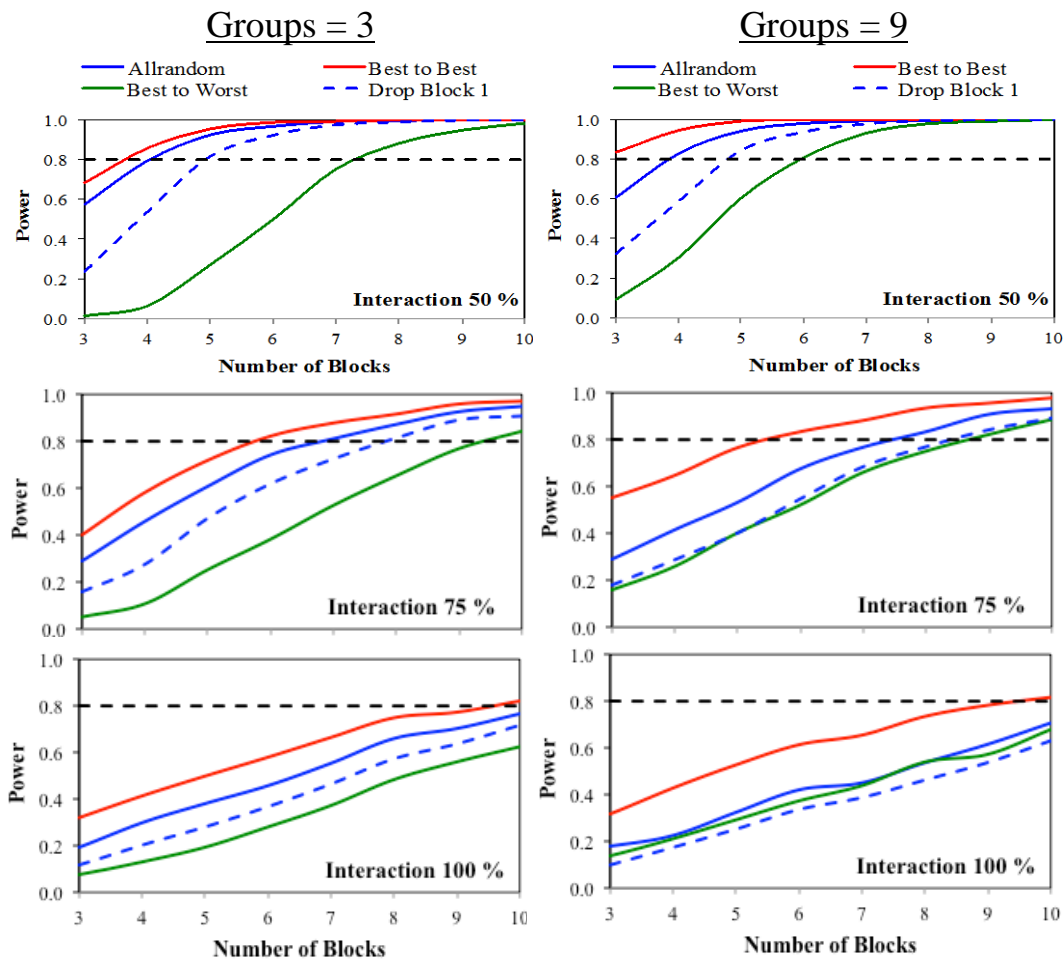 Groups = 3
Allrandom
Best to Best
Best to Worst
Drop Block 1
1.0
0.8
0.6
0.4
0.2
0.0
Power
Interaction 50 %
3 4 5 6 7 8 9 10
Number of Blocks
1.0
0.8
0.6
0.4
0.2
0.0
Power
Interaction 75 %
1.0
0.8
0.6
0.4
0.2
0.0
Power
Interaction 100 %
3 4 5 6 7 8 9 10
Number of Blocks
Groups = 9
Allrandom
Best to Best
Best to Worst
Drop Block 1
1.0
0.8
0.6
0.4
0.2
0.0
Power
Interaction 50 %
3 4 5 6 7 8 9 10
Number of Blocks
1.0
0.8
0.6
0.4
0.2
0.0
Power
Interaction 75 %
1.0
0.8
0.6
0.4
0.2
0.0
Power
Interaction 100 %
3 4 5 6 7 8 9 10
Number of Blocks